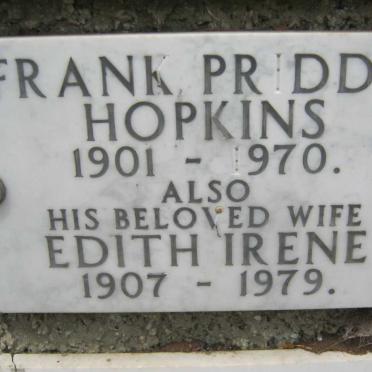 FRANK PRIDD
HOPKINS
1901 - 1970.
ALSO
HIS BELOVED WIFE
EDITH IRENE
1907 - 1979.